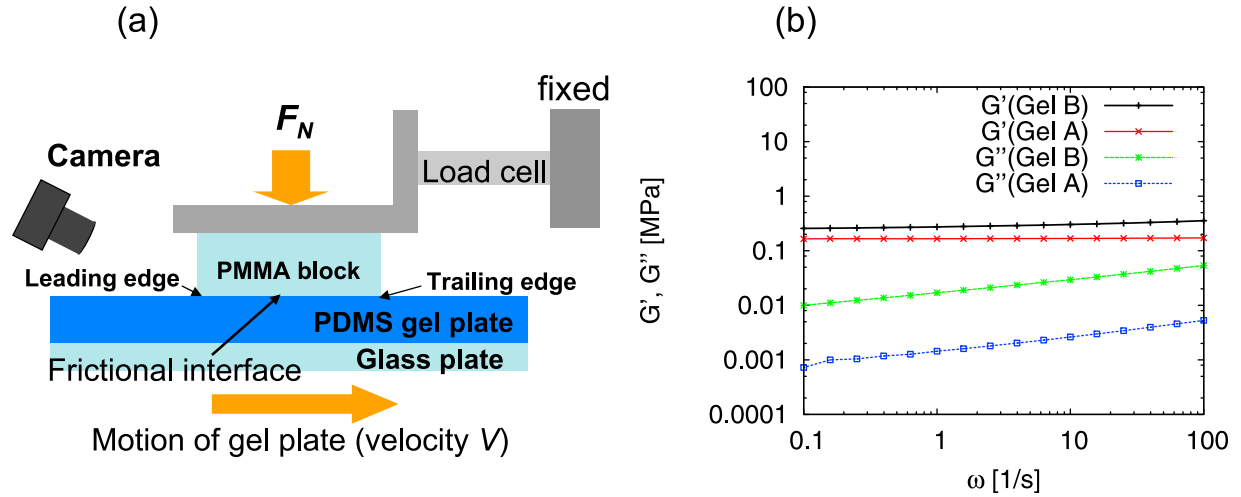 (a)
fixed
F_N
Camera
Load cell
PMMA block
Leading edge
Trailing edge
PDMS gel plate
Glass plate
Frictional interface
Motion of gel plate (velocity V)
(b)
100
10
1
0.1
0.01
0.001
0.0001
G', G'' [MPa]
G'(Gel B)
G'(Gel A)
G''(Gel B)
G''(Gel A)
0.1 1 10 100
ω [1/s]